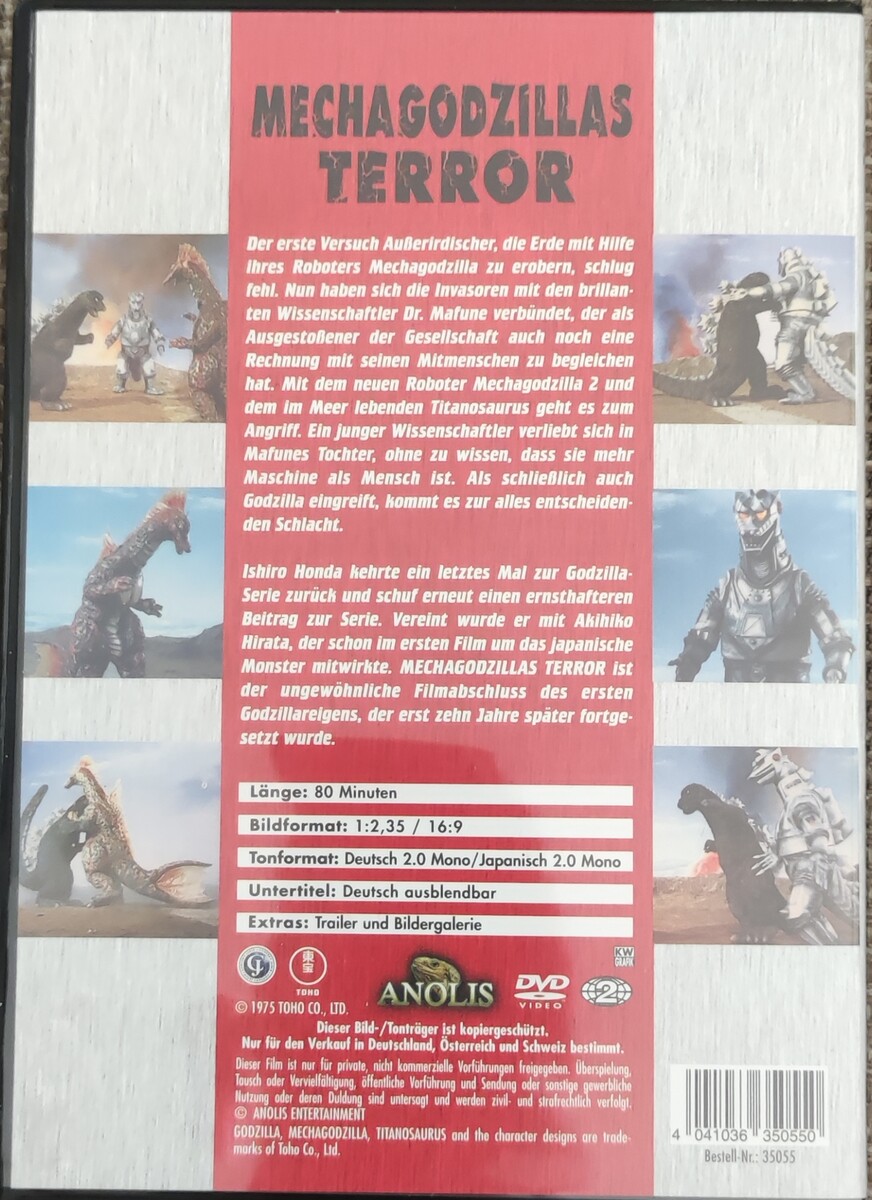 MECHAGODZILLAS
TERROR
Der erste Versuch Außerirdischer, die Erde mit Hilfe
ihres Roboters Mechagodzilla zu erobern, schlug
fehl. Nun haben sich die Invasoren mit den brillan-
ten Wissenschaftler Dr. Mafune verbündet, der als
Ausgestoßener der Gesellschaft auch noch eine
Rechnung mit seinen Mitmenschen zu begleichen
hat. Mit dem neuen Roboter Mechagodzilla 2 und
dem im Meer lebenden Titanosaurus geht es zum
Angriff. Ein junger Wissenschaftler verliebt sich in
Mafunes Tochter, ohne zu wissen, dass sie mehr
Maschine als Mensch ist. Als schließlich auch
Godzilla eingreift, kommt es zur alles entscheiden-
den Schlacht.
Ishiro Honda kehrte ein letztes Mal zur Godzilla-
Serie zurück und schuf erneut einen ernsthafteren
Beitrag zur Serie. Vereint wurde er mit Akihiko
Hirata, der schon im ersten Film um das japanische
Monster mitwirkte. MECHAGODZILLAS TERROR ist
der ungewöhnliche Filmabschluss des ersten
Godzillareigens, der erst zehn Jahre später fortge-
setzt wurde.
Länge: 80 Minuten
Bildformat: 1:2,35 / 16:9
Tonformat: Deutsch 2.0 Mono/Japanisch 2.0 Mono
Untertitel: Deutsch ausblendbar
Extras: Trailer und Bildergalerie
KW
GRAFIK
東宝
TOHO
ANOLIS
DVD
VIDEO
2
© 1975 TOHO CO., LTD.
Dieser Bild-/Tonträger ist kopiergeschützt.
Nur für den Verkauf in Deutschland, Österreich und Schweiz bestimmt.
Dieser Film ist nur für private, nicht kommerzielle Vorführungen freigegeben. Überspielung,
Tausch oder Vervielfältigung, öffentliche Vorführung und Sendung oder sonstige gewerbliche
Nutzung oder deren Duldung sind untersagt und werden zivil- und strafrechtlich verfolgt.
© ANOLIS ENTERTAINMENT
GODZILLA, MECHAGODZILLA, TITANOSAURUS and the character designs are trade-
marks of Toho Co., Ltd.
4 041036 350550
Bestell-Nr.: 35055